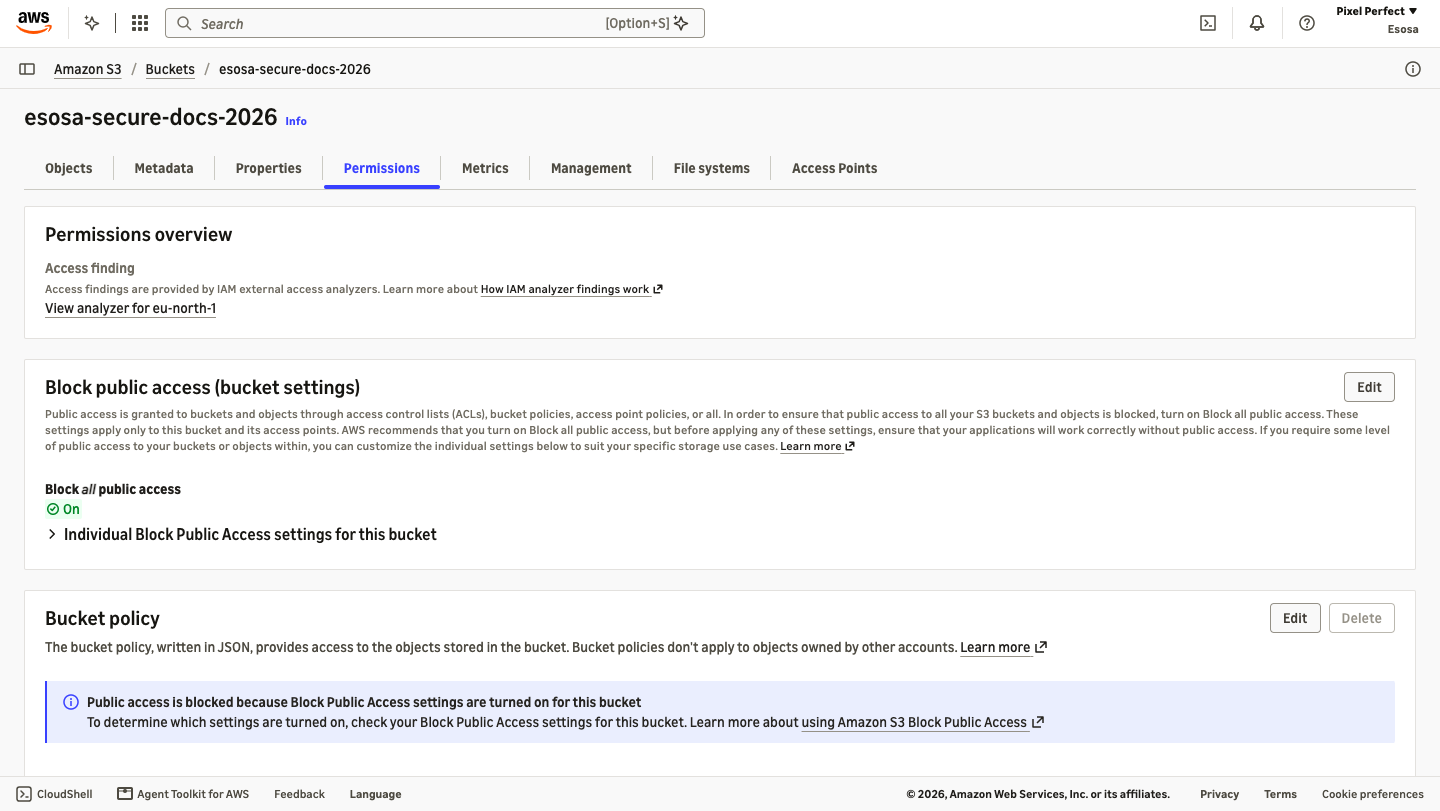 aws
Search
[Option+S]
Pixel Perfect
Esosa
Amazon S3 / Buckets / esosa-secure-docs-2026
esosa-secure-docs-2026 Info
Objects
Metadata
Properties
Permissions
Metrics
Management
File systems
Access Points
Permissions overview
Access finding
Access findings are provided by IAM external access analyzers. Learn more about How IAM analyzer findings work
View analyzer for eu-north-1
Block public access (bucket settings)
Edit
Public access is granted to buckets and objects through access control lists (ACLs), bucket policies, access point policies, or all. In order to ensure that public access to all your S3 buckets and objects is blocked, turn on Block all public access. These
settings apply only to this bucket and its access points. AWS recommends that you turn on Block all public access, but before applying any of these settings, ensure that your applications will work correctly without public access. If you require some level
of public access to your buckets or objects within, you can customize the individual settings below to suit your specific storage use cases. Learn more
Block all public access
On
Individual Block Public Access settings for this bucket
Bucket policy
Edit
Delete
The bucket policy, written in JSON, provides access to the objects stored in the bucket. Bucket policies don't apply to objects owned by other accounts. Learn more
Public access is blocked because Block Public Access settings are turned on for this bucket
To determine which settings are turned on, check your Block Public Access settings for this bucket. Learn more about using Amazon S3 Block Public Access
CloudShell
Agent Toolkit for AWS
Feedback
Language
© 2026, Amazon Web Services, Inc. or its affiliates.
Privacy
Terms
Cookie preferences